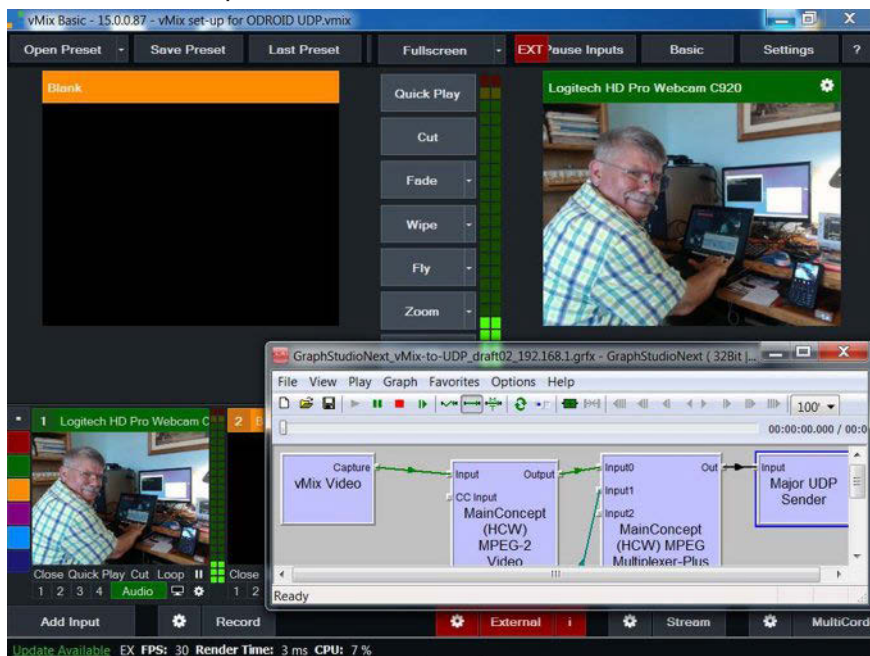 vMix Basic - 15.0.0.87 - vMix set-up for ODROID UDP.vmix
Open Preset Save Preset Last Preset Fullscreen EXT Pause Inputs Basic Settings ?
Blank
Quick Play
Logitech HD Pro Webcam C920
Cut
Fade
Wipe
Fly
Zoom
GraphStudioNext_vMix-to-UDP_draft02_192.168.1.grfx - GraphStudioNext ( 32Bit )...
File View Play Graph Favorites Options Help
100'
00:00:00.000 / 00:0
1 Logitech HD Pro Webcam C
2
Capture
vMix Video
Input Output
CC Input
MainConcept
(HCW)
MPEG-2
Video
Input0 Out
Input1
Input2
MainConcept
(HCW) MPEG
Multiplexer-Plus
Input
Major UDP
Sender
Close Quick Play Cut Loop
Close
1 2 3 4 Audio
1 2
Ready
Add Input Record External i Stream MultiCord
Update Available EX FPS: 30 Render Time: 3 ms CPU: 7 %